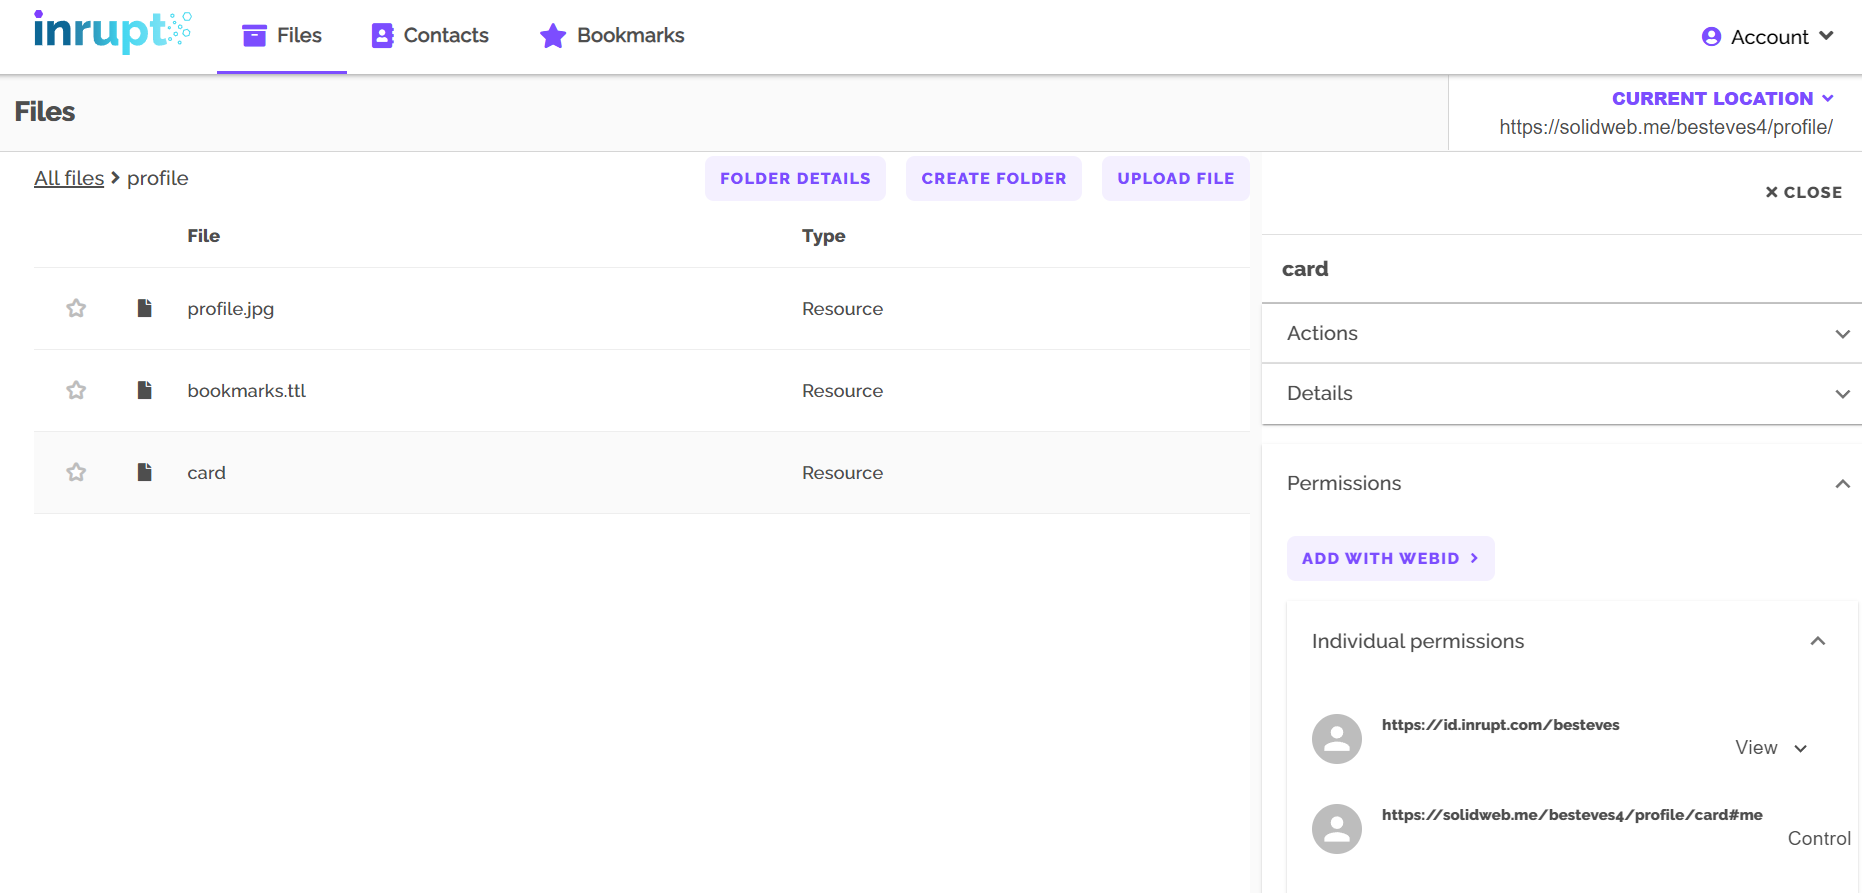 inrupt
Files
Contacts
Bookmarks
Account
Files
CURRENT LOCATION
https://solidweb.me/besteves4/profile/
All files
profile
FOLDER DETAILS
CREATE FOLDER
UPLOAD FILE
File
Type
profile.jpg
Resource
bookmarks.ttl
Resource
card
Resource
CLOSE
card
Actions
Details
Permissions
ADD WITH WEBID
Individual permissions
https://id.inrupt.com/besteves
View
https://solidweb.me/besteves4/profile/card#me
Control